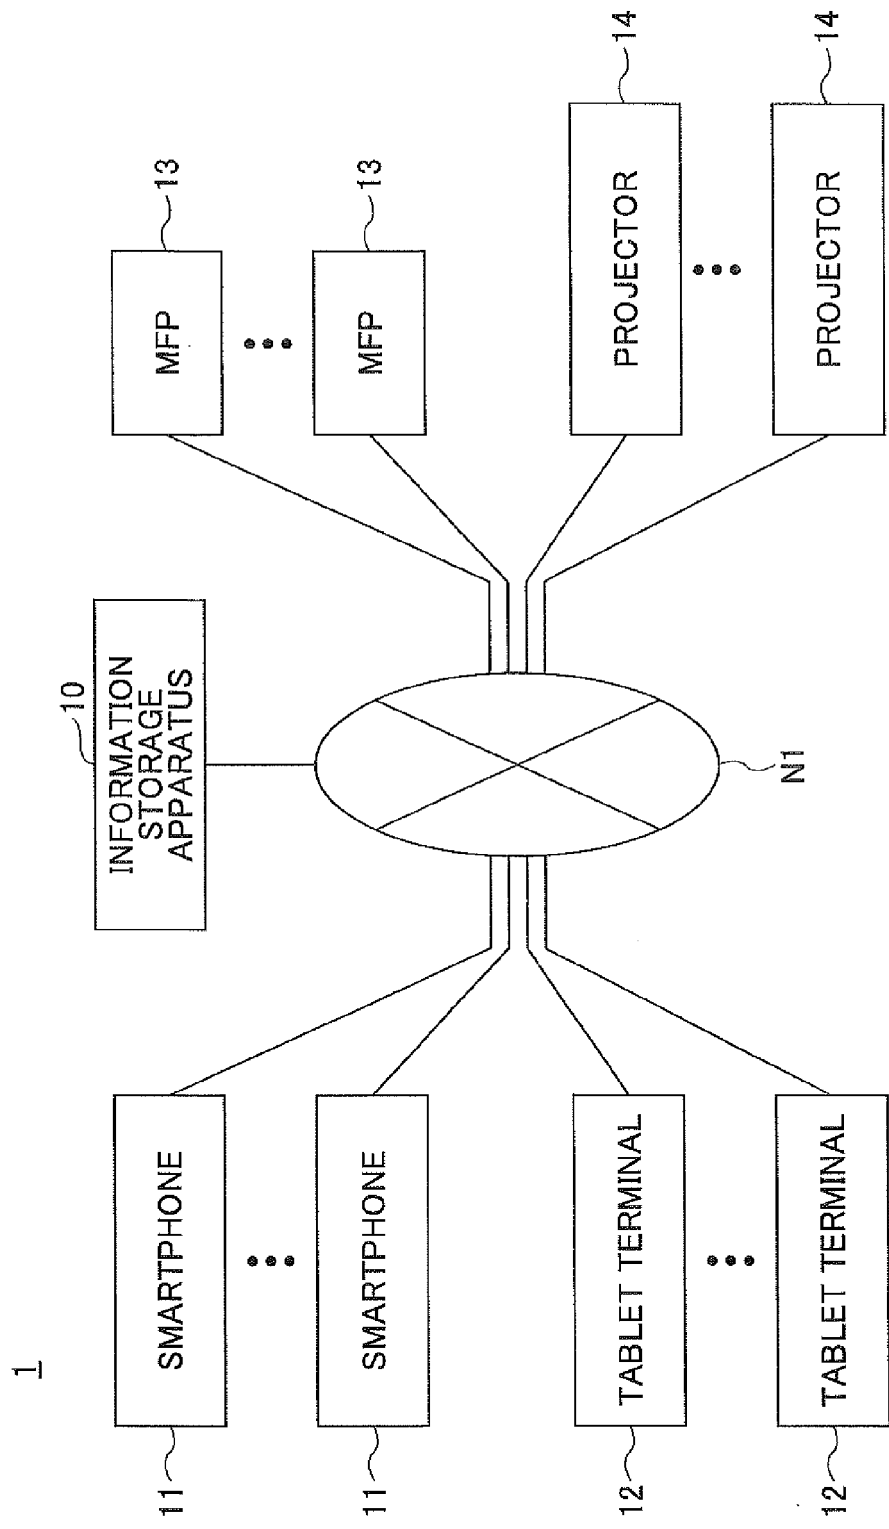 1
10
INFORMATION
STORAGE
APPARATUS
11
SMARTPHONE
MFP
13
11
SMARTPHONE
MFP
13
N1
12
TABLET TERMINAL
PROJECTOR
14
12
TABLET TERMINAL
PROJECTOR
14